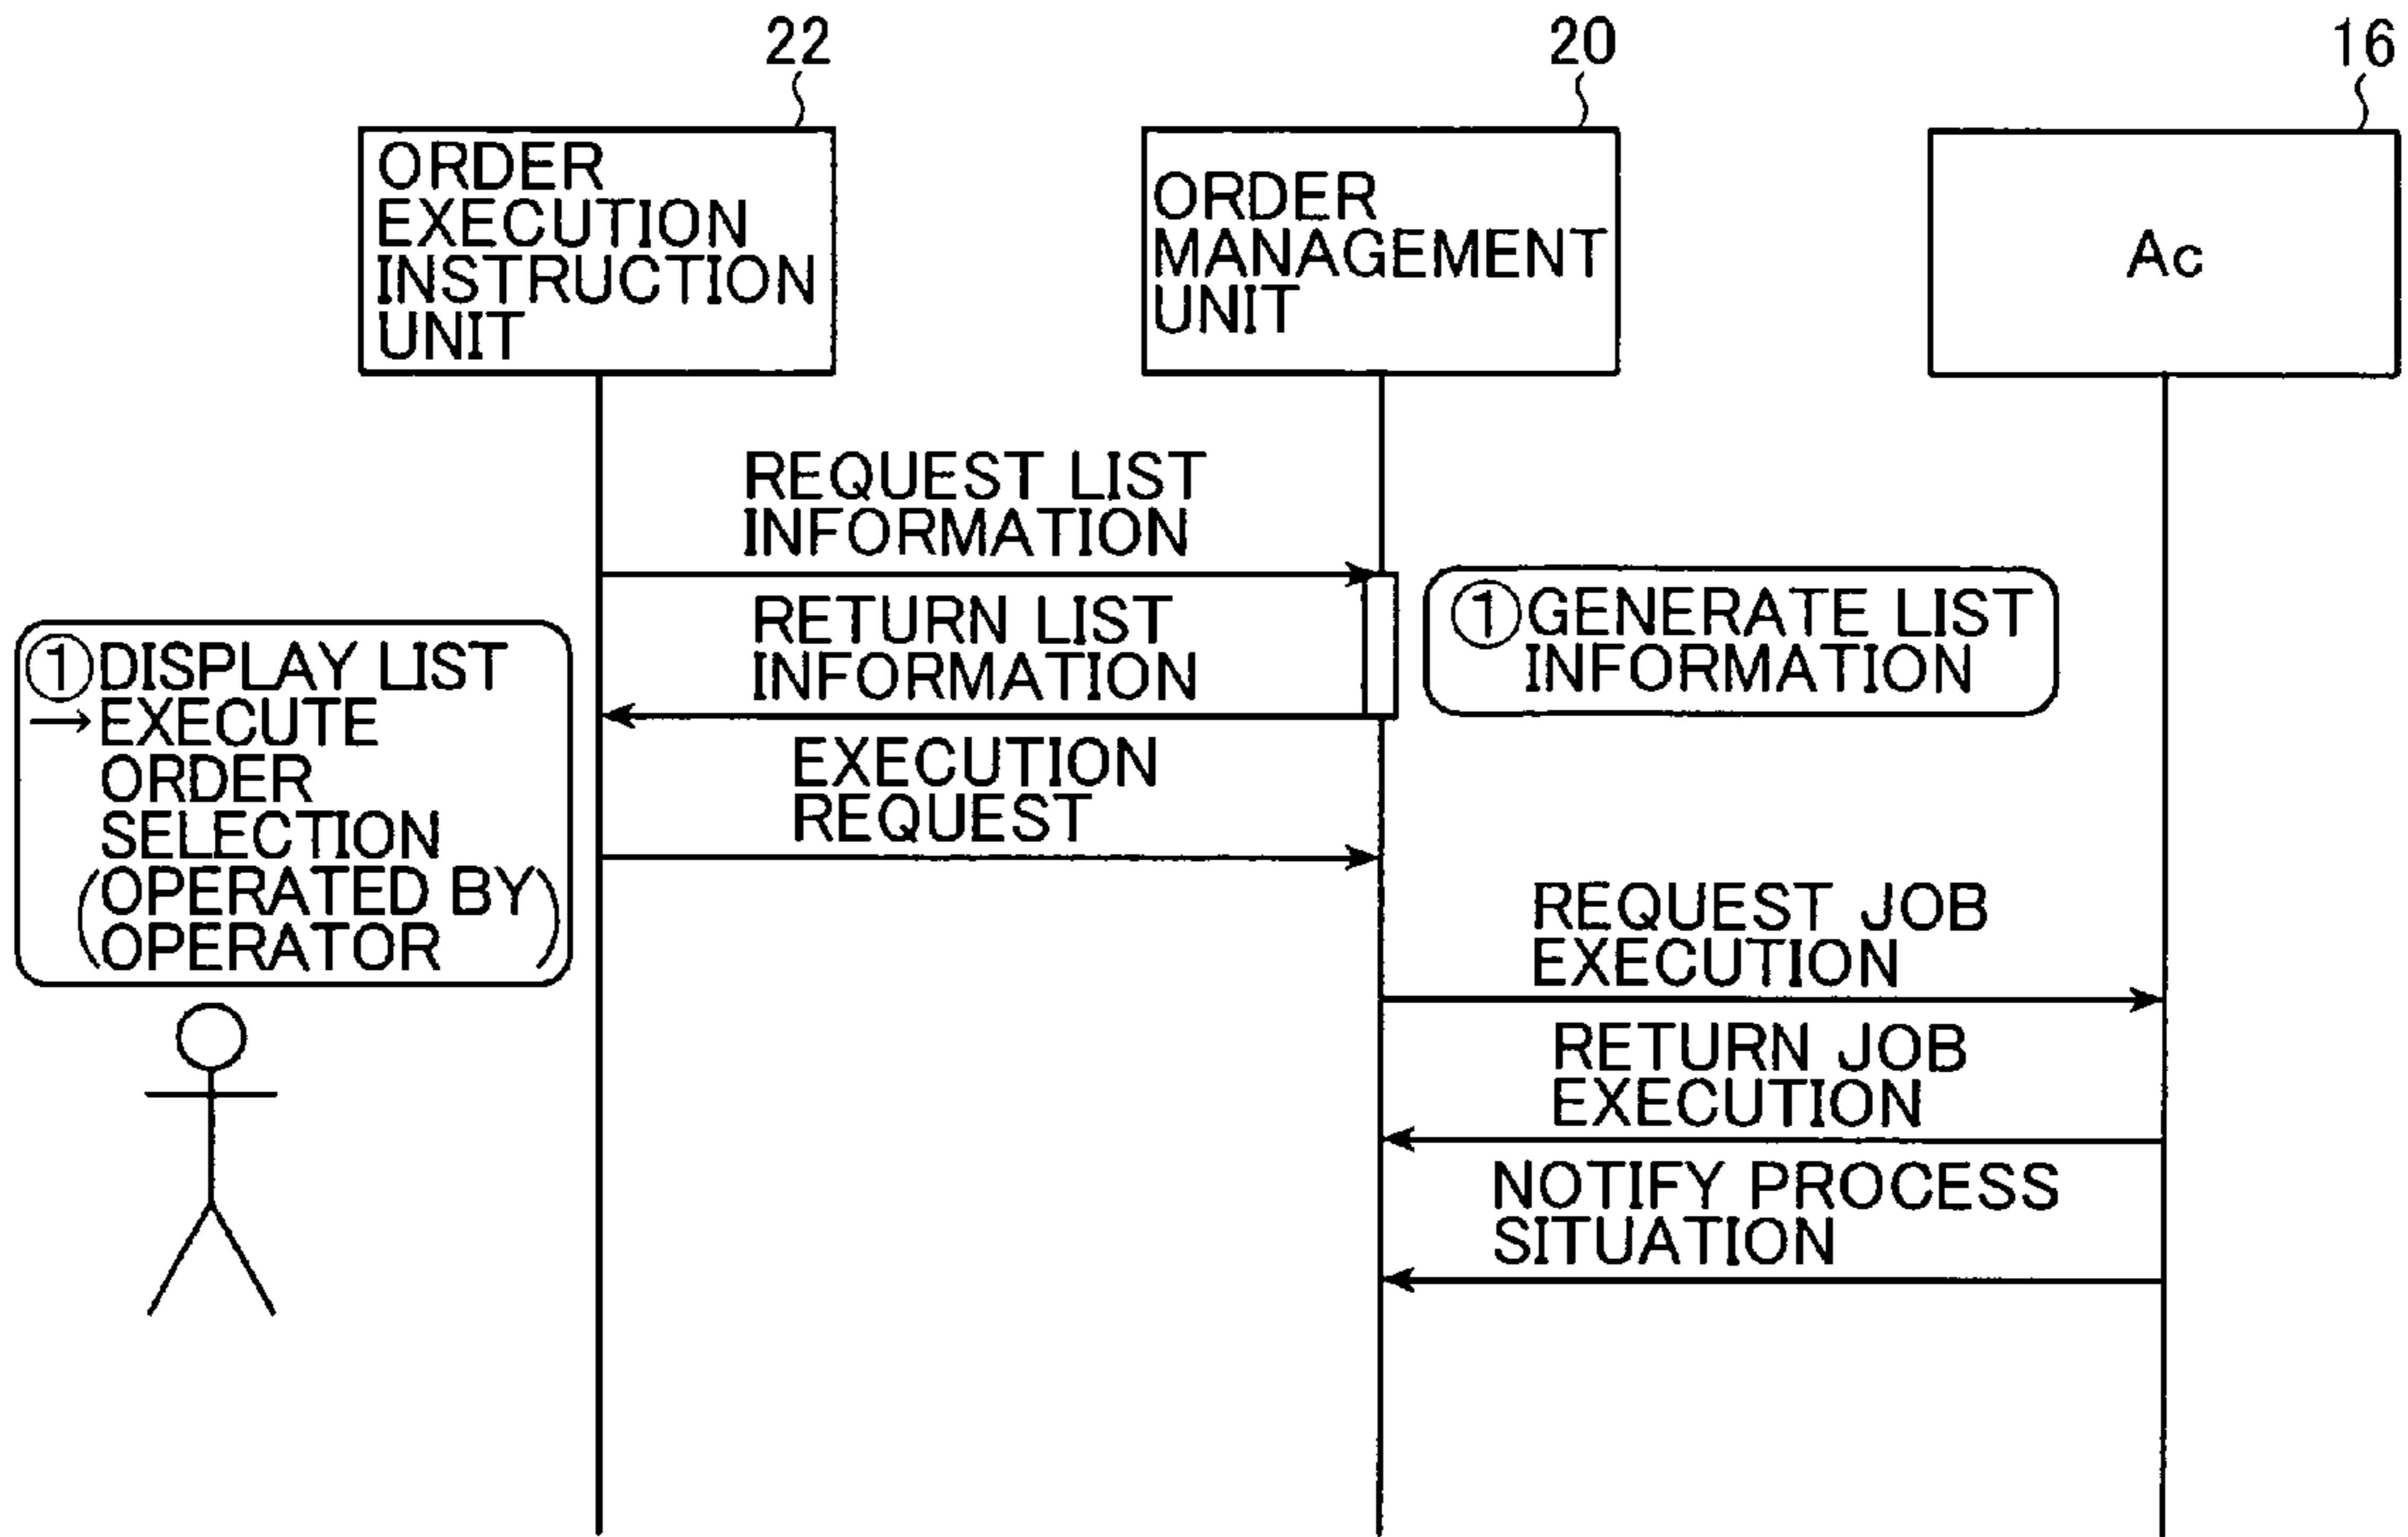 22
20
16
ORDER
EXECUTION
INSTRUCTION
UNIT
ORDER
MANAGEMENT
UNIT
Ac
REQUEST LIST
INFORMATION
RETURN LIST
INFORMATION
①GENERATE LIST
INFORMATION
①DISPLAY LIST
→EXECUTE
ORDER
SELECTION
(OPERATED BY
OPERATOR)
EXECUTION
REQUEST
REQUEST JOB
EXECUTION
RETURN JOB
EXECUTION
NOTIFY PROCESS
SITUATION